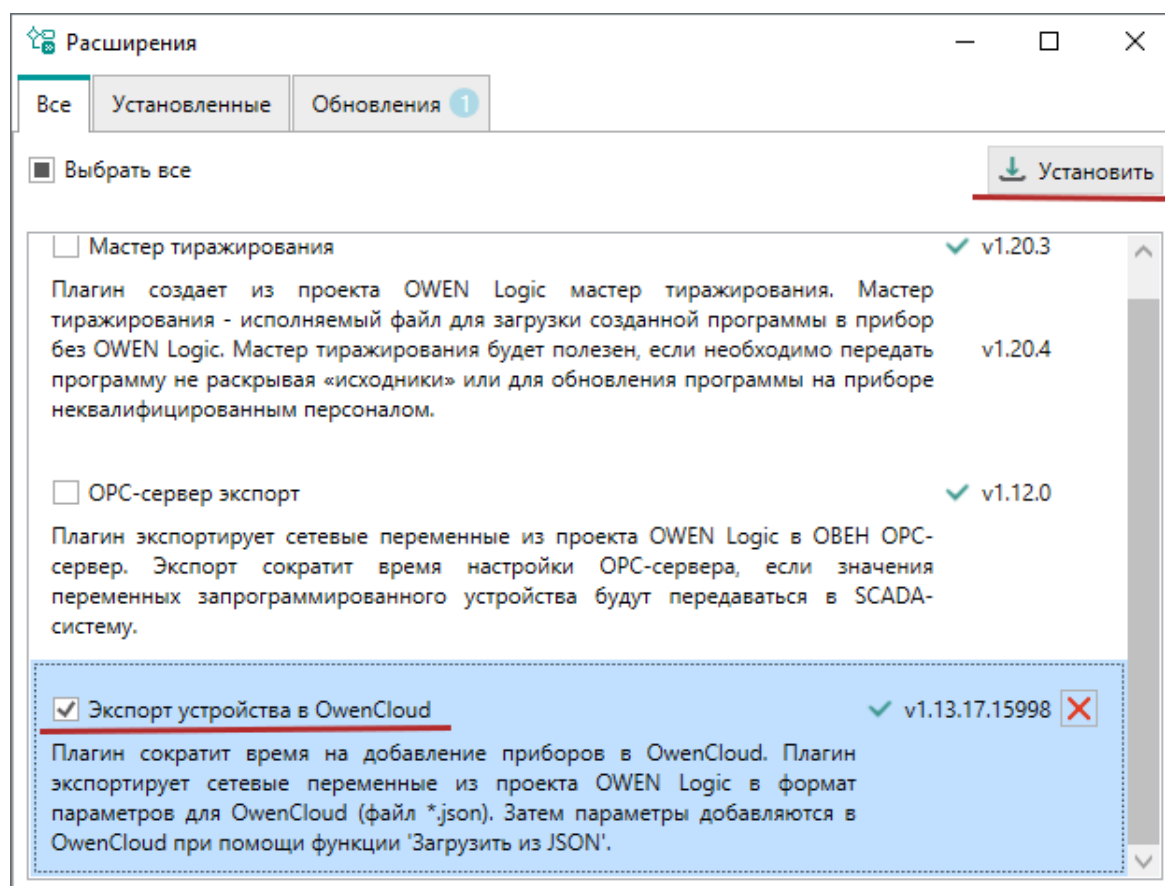 Расширения
Все Установленные Обновления 1
Выбрать все Установить
Мастер тиражирования v1.20.3
Плагин создает из проекта OWEN Logic мастер тиражирования. Мастер
тиражирования - исполняемый файл для загрузки созданной программы в прибор
без OWEN Logic. Мастер тиражирования будет полезен, если необходимо передать v1.20.4
программу не раскрывая «исходники» или для обновления программы на приборе
неквалифицированным персоналом.
OPC-сервер экспорт v1.12.0
Плагин экспортирует сетевые переменные из проекта OWEN Logic в ОВЕН OPC-
сервер. Экспорт сократит время настройки OPC-сервера, если значения
переменных запрограммированного устройства будут передаваться в SCADA-
систему.
Экспорт устройства в OwenCloud v1.13.17.15998
Плагин сократит время на добавление приборов в OwenCloud. Плагин
экспортирует сетевые переменные из проекта OWEN Logic в формат
параметров для OwenCloud (файл *.json). Затем параметры добавляются в
OwenCloud при помощи функции 'Загрузить из JSON'.